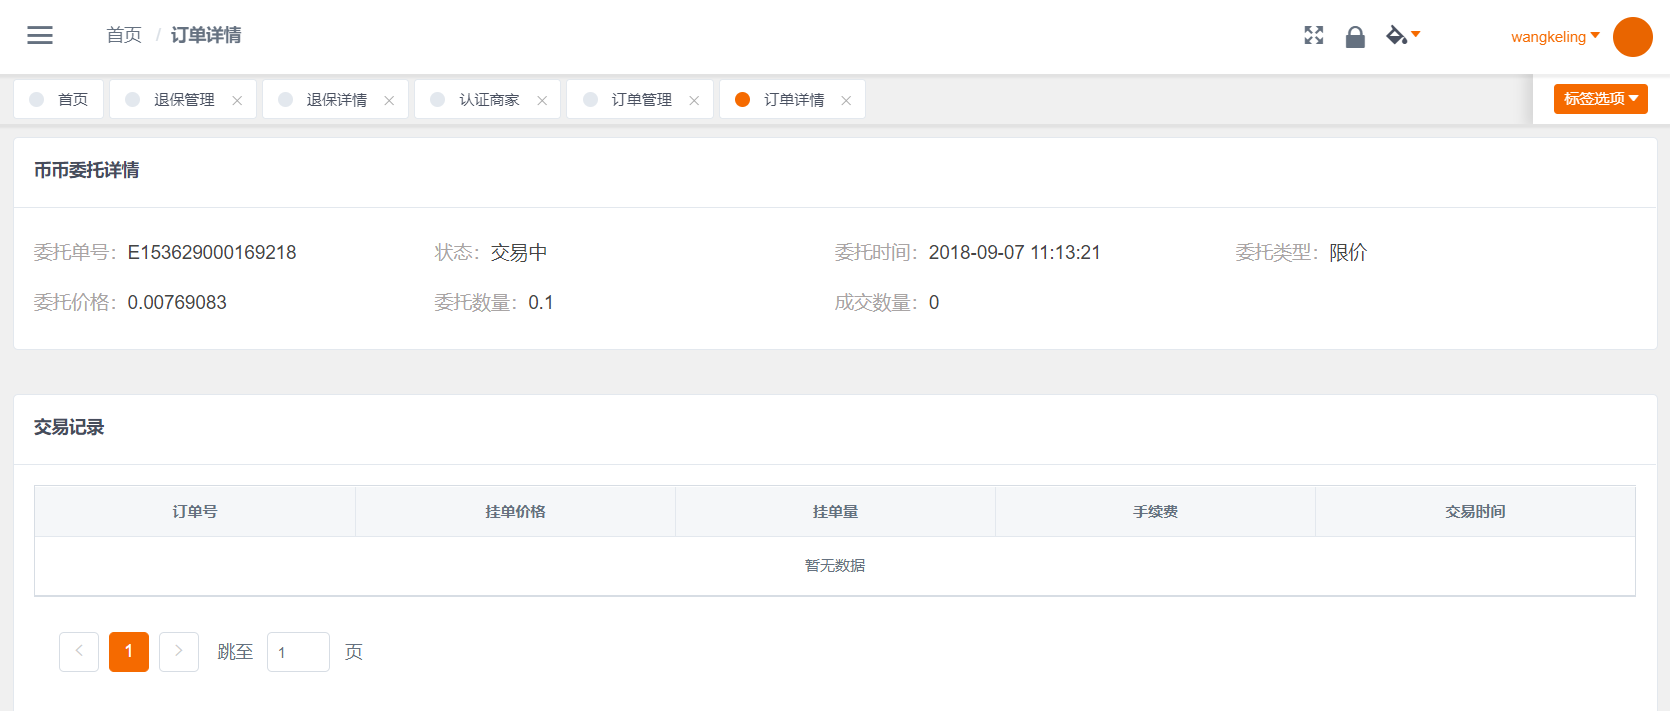 首页 / 订单详情
wangkeling
首页 退保管理 退保详情 认证商家 订单管理 订单详情 标签选项
币币委托详情
委托单号：E153629000169218 状态：交易中 委托时间：2018-09-07 11:13:21 委托类型：限价
委托价格：0.00769083 委托数量：0.1 成交数量：0
交易记录
订单号 挂单价格 挂单量 手续费 交易时间
暂无数据
1 跳至 1 页